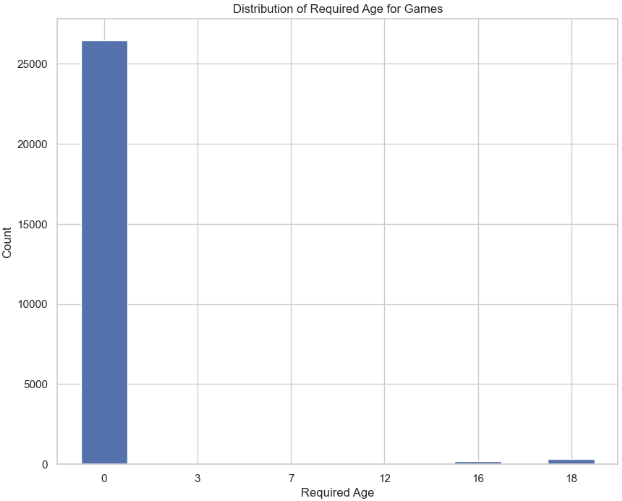 Distribution of Required Age for Games
25000
20000
15000
10000
5000
0
Count
0 3 7 12 16 18
Required Age